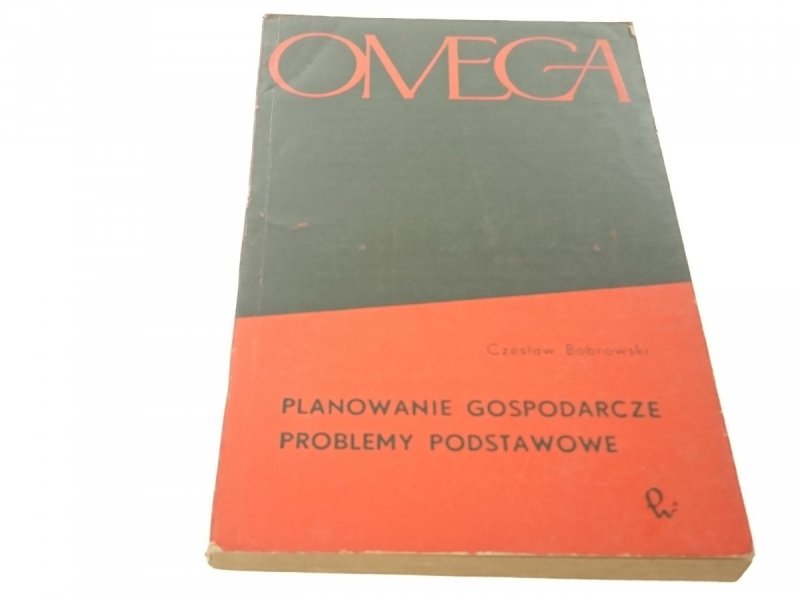 OMEGA
Czesław Bobrowski
PLANOWANIE GOSPODARCZE
PROBLEMY PODSTAWOWE